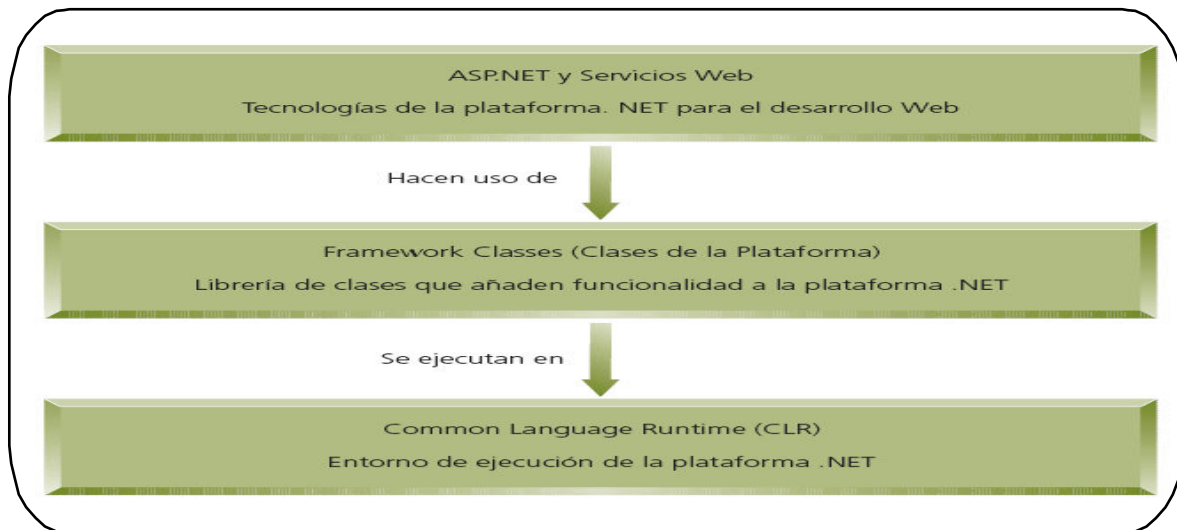 ASP.NET y Servicios Web
Tecnologías de la plataforma. NET para el desarrollo Web
Hacen uso de
Framework Classes (Clases de la Plataforma)
Librería de clases que añaden funcionalidad a la plataforma .NET
Se ejecutan en
Common Language Runtime (CLR)
Entorno de ejecución de la plataforma .NET